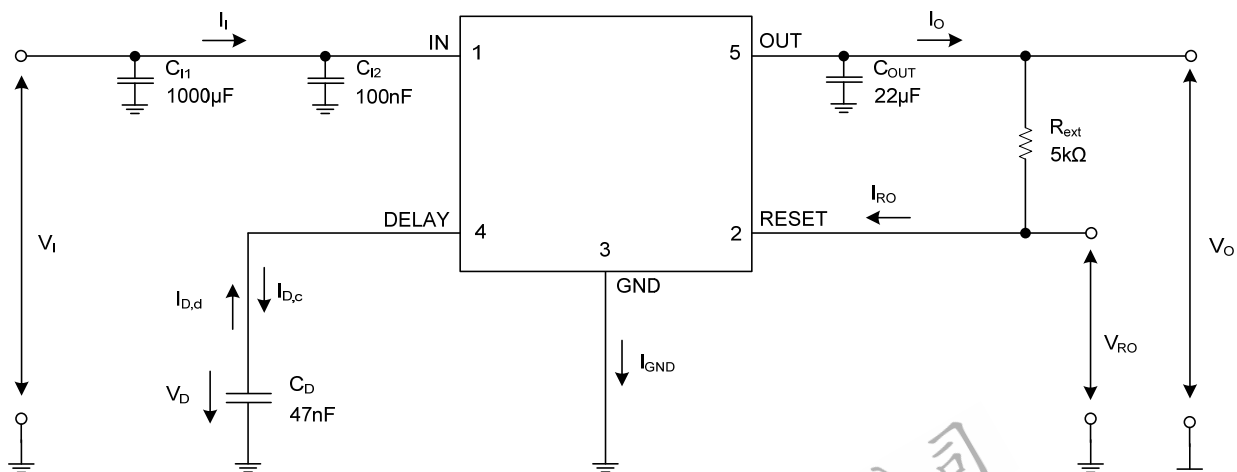 I_I
I_O
IN
1
5
OUT
C_I1
1000µF
C_I2
100nF
C_OUT
22µF
R_ext
5kΩ
I_RO
DELAY
4
2
RESET
V_I
3
V_O
GND
I_D,d
I_D,c
V_RO
I_GND
V_D
C_D
47nF
司